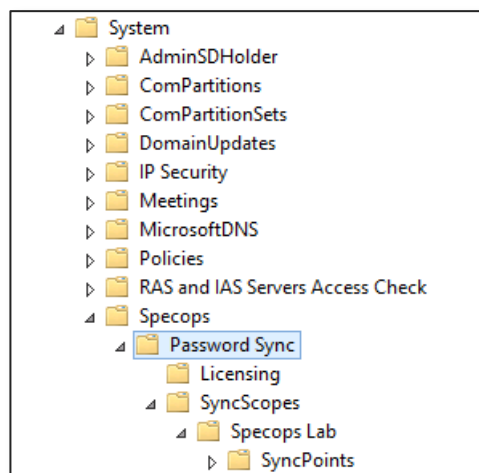 System
AdminSDHolder
ComPartitions
ComPartitionSets
DomainUpdates
IP Security
Meetings
MicrosoftDNS
Policies
RAS and IAS Servers Access Check
Specops
Password Sync
Licensing
SyncScopes
Specops Lab
SyncPoints